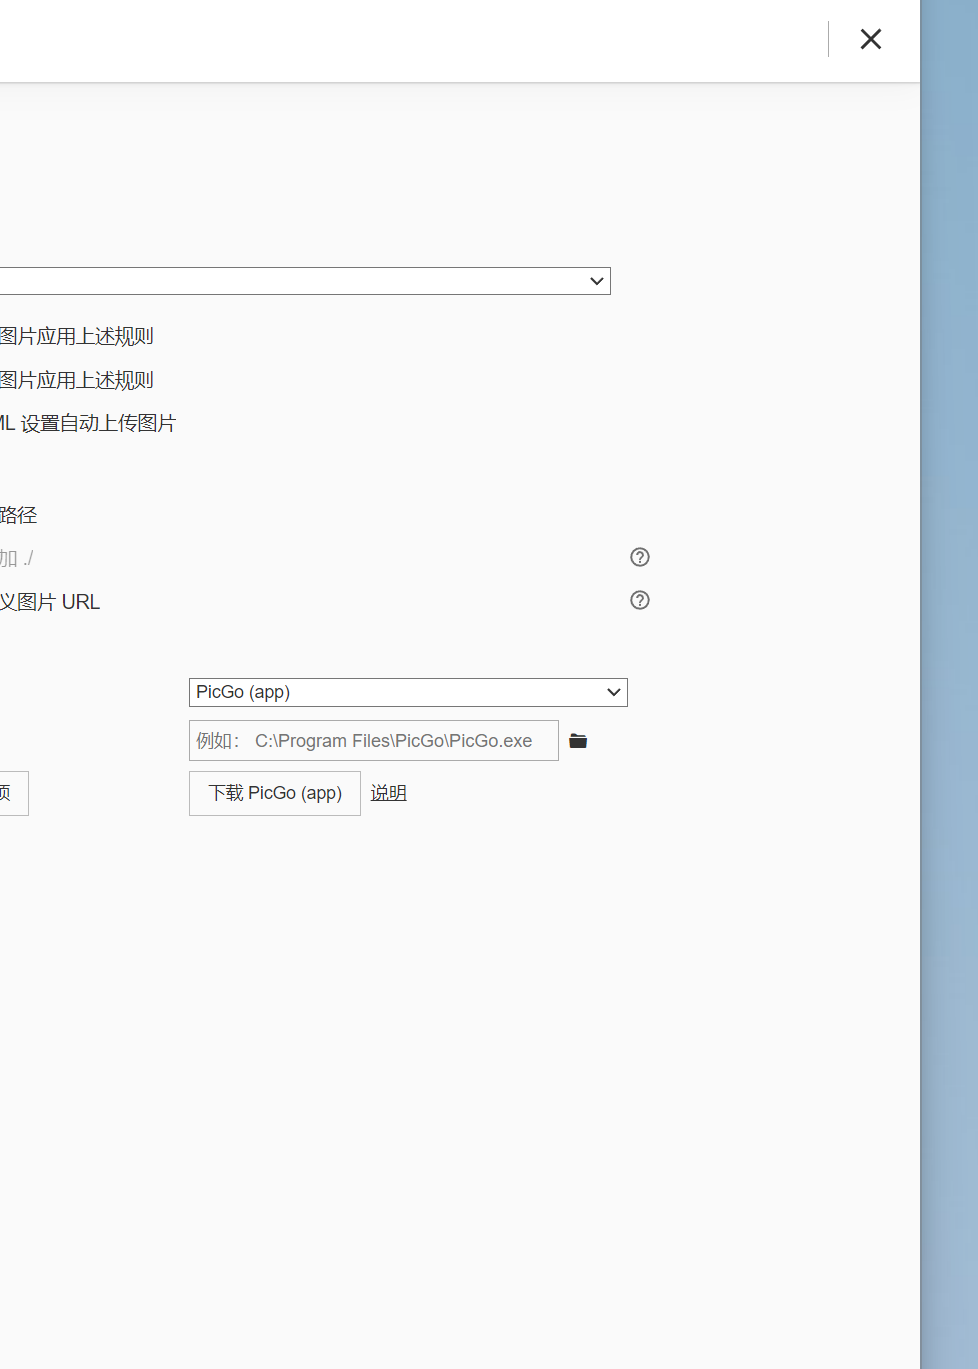 图片应用上述规则
图片应用上述规则
ML 设置自动上传图片
路径
加 ./
义图片 URL
PicGo (app)
例如： C:\Program Files\PicGo\PicGo.exe
项
下载 PicGo (app)
说明